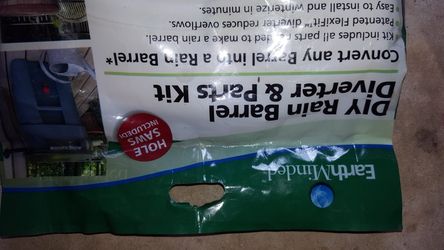 EarthMinded
DIY Rain Barrel
Diverter & Parts Kit
HOLE
SAWS
INCLUDED!
Convert any Barrel into a Rain Barrel*
Kit includes all parts needed to make a rain barrel.
• Patented FlexiFit™ diverter reduces overflows.
• Easy to install and winterize in minutes.